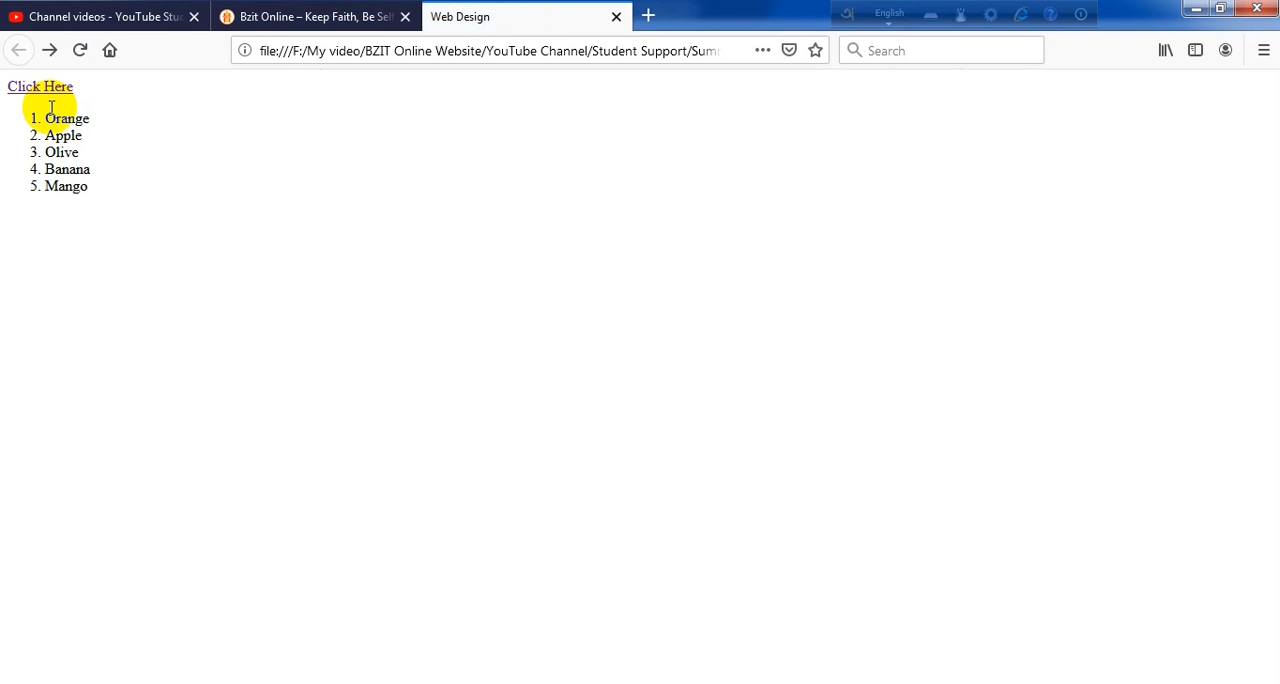 Channel videos - YouTube Stu
Bzit Online – Keep Faith, Be Sel
Web Design
English
file:///F:/My video/BZIT Online Website/YouTube Channel/Student Support/Sum
Search
Click Here
1. Orange
2. Apple
3. Olive
4. Banana
5. Mango